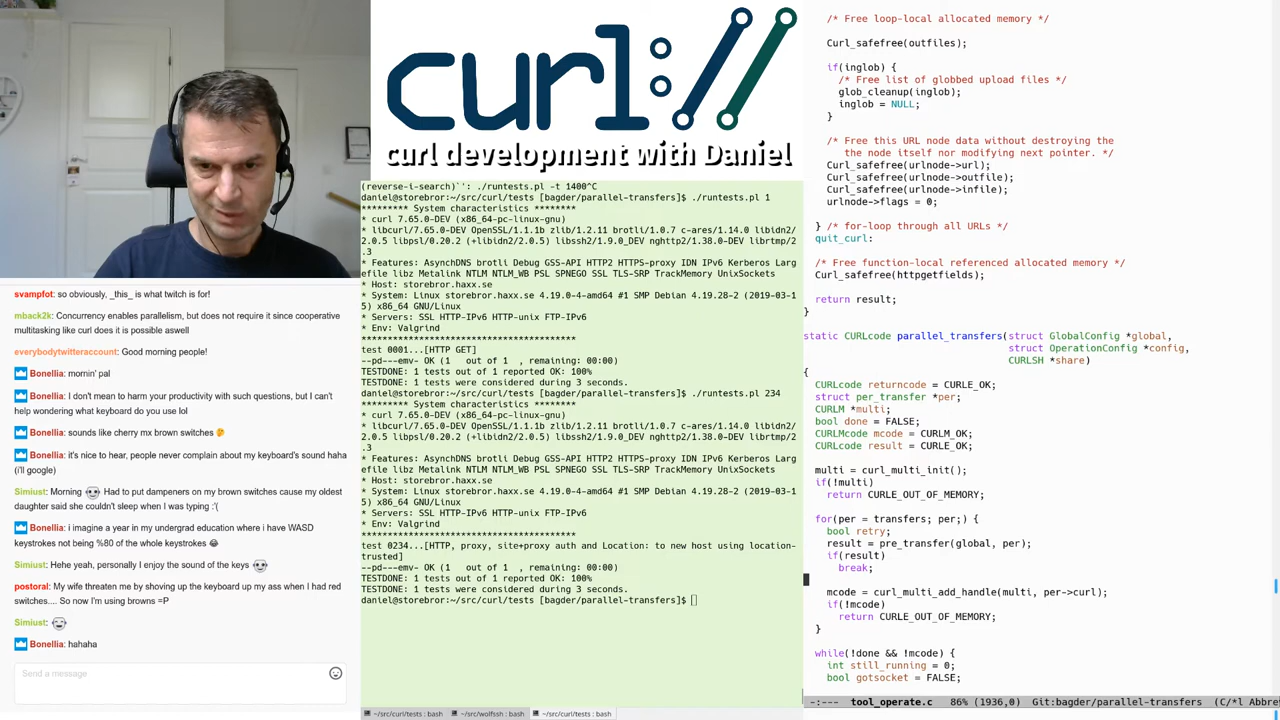 svampfot: so obviously, _this_ is what twitch is for!
mback2k: Concurrency enables parallelism, but does not require it since cooperative
multitasking like curl does it is possible aswell
everybodytwitteraccount: Good morning people!
Bonellia: mornin' pal
Bonellia: I don't mean to harm your productivity with such questions, but I can't
help wondering what keyboard do you use lol
Bonellia: sounds like cherry mx brown switches 🤔
Bonellia: it's nice to hear, people never complain about my keyboard's sound haha
(i'll google)
Simiust: Morning Had to put dampeners on my brown switches cause my oldest
daughter said she couldn't sleep when I was typing :'(
Bonellia: i imagine a year in my undergrad education where i have WASD
keystrokes not being %80 of the whole keystrokes 😂
Simiust: Hehe yeah, personally I enjoy the sound of the keys
postoral: My wife threaten me by shoving up the keyboard up my ass when I had red
switches.... So now I'm using browns =P
Simiust:
Bonellia: hahaha
Send a message
curl://
curl development with Daniel
(reverse-i-search)`': ./runtests.pl -t 1400^C
daniel@storebror:~/src/curl/tests [bagder/parallel-transfers]$ ./runtests.pl 1
********* System characteristics ********
* curl 7.65.0-DEV (x86_64-pc-linux-gnu)
* libcurl/7.65.0-DEV OpenSSL/1.1.1b zlib/1.2.11 brotli/1.0.7 c-ares/1.14.0 libidn2/
2.0.5 libpsl/0.20.2 (+libidn2/2.0.5) libssh2/1.9.0_DEV nghttp2/1.38.0-DEV librtmp/2
.3
* Features: AsynchDNS brotli Debug GSS-API HTTP2 HTTPS-proxy IDN IPv6 Kerberos Larg
efile libz Metalink NTLM NTLM_WB PSL SPNEGO SSL TLS-SRP TrackMemory UnixSockets
* Host: storebror.haxx.se
* System: Linux storebror.haxx.se 4.19.0-4-amd64 #1 SMP Debian 4.19.28-2 (2019-03-1
5) x86_64 GNU/Linux
* Servers: SSL HTTP-IPv6 HTTP-unix FTP-IPv6
* Env: Valgrind
*****************************************
test 0001...[HTTP GET]
--pd---emv- OK (1 out of 1 , remaining: 00:00)
TESTDONE: 1 tests out of 1 reported OK: 100%
TESTDONE: 1 tests were considered during 3 seconds.
daniel@storebror:~/src/curl/tests [bagder/parallel-transfers]$ ./runtests.pl 234
********* System characteristics ********
* curl 7.65.0-DEV (x86_64-pc-linux-gnu)
* libcurl/7.65.0-DEV OpenSSL/1.1.1b zlib/1.2.11 brotli/1.0.7 c-ares/1.14.0 libidn2/
2.0.5 libpsl/0.20.2 (+libidn2/2.0.5) libssh2/1.9.0_DEV nghttp2/1.38.0-DEV librtmp/2
.3
* Features: AsynchDNS brotli Debug GSS-API HTTP2 HTTPS-proxy IDN IPv6 Kerberos Larg
efile libz Metalink NTLM NTLM_WB PSL SPNEGO SSL TLS-SRP TrackMemory UnixSockets
* Host: storebror.haxx.se
* System: Linux storebror.haxx.se 4.19.0-4-amd64 #1 SMP Debian 4.19.28-2 (2019-03-1
5) x86_64 GNU/Linux
* Servers: SSL HTTP-IPv6 HTTP-unix FTP-IPv6
* Env: Valgrind
*****************************************
test 0234...[HTTP, proxy, site+proxy auth and Location: to new host using location-
trusted]
--pd---emv- OK (1 out of 1 , remaining: 00:00)
TESTDONE: 1 tests out of 1 reported OK: 100%
TESTDONE: 1 tests were considered during 3 seconds.
daniel@storebror:~/src/curl/tests [bagder/parallel-transfers]$
~/src/curl/tests : bash ~/src/wolfssh : bash ~/src/curl/tests : bash
/* Free loop-local allocated memory */
Curl_safefree(outfiles);
if(inglob) {
/* Free list of globbed upload files */
glob_cleanup(inglob);
inglob = NULL;
}
/* Free this URL node data without destroying the
the node itself nor modifying next pointer. */
Curl_safefree(urlnode->url);
Curl_safefree(urlnode->outfile);
Curl_safefree(urlnode->infile);
urlnode->flags = 0;
} /* for-loop through all URLs */
quit_curl:
/* Free function-local referenced allocated memory */
Curl_safefree(httpgetfields);
return result;
}
static CURLcode parallel_transfers(struct GlobalConfig *global,
struct OperationConfig *config,
CURLSH *share)
{
CURLcode returncode = CURLE_OK;
struct per_transfer *per;
CURLM *multi;
bool done = FALSE;
CURLMcode mcode = CURLM_OK;
CURLcode result = CURLE_OK;
multi = curl_multi_init();
if(!multi)
return CURLE_OUT_OF_MEMORY;
for(per = transfers; per;) {
bool retry;
result = pre_transfer(global, per);
if(result)
break;
mcode = curl_multi_add_handle(multi, per->curl);
if(!mcode)
return CURLE_OUT_OF_MEMORY;
}
while(!done && !mcode) {
int still_running = 0;
bool gotsocket = FALSE;
-:--- tool_operate.c 86% (1936,0) Git:bagder/parallel-transfers (C/*l Abbre